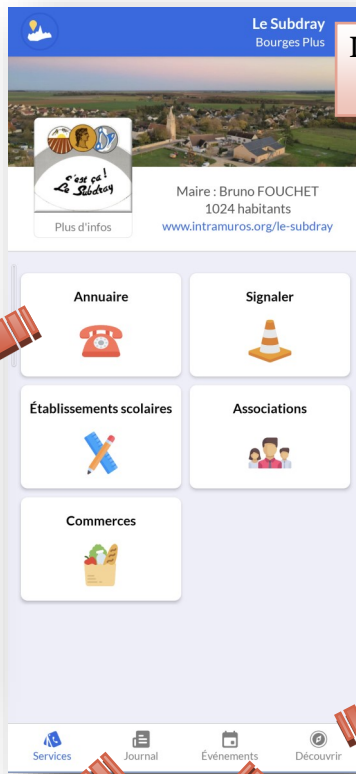 Le Subdray
Bourges Plus
c'est ça!
Le Subdray
Plus d'infos
Maire : Bruno FOUCHET
1024 habitants
www.intramuros.org/le-subdray
Annuaire
Signaler
Établissements scolaires
Associations
Commerces
Services
Journal
Événements
Découvrir